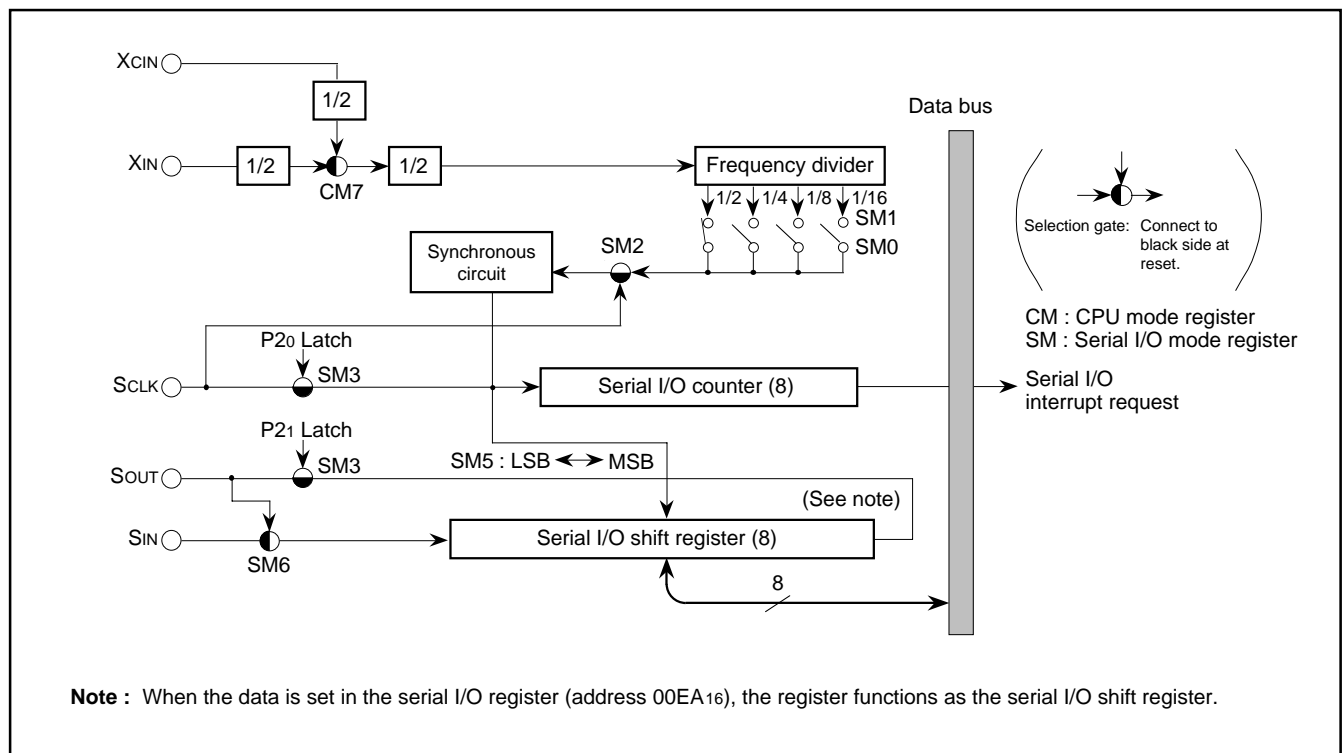 XCIN
1/2
Data bus
XIN
1/2
1/2
Frequency divider
CM7
1/2
1/4
1/8
1/16
SM1
SM0
Selection gate: Connect to
black side at
reset.
Synchronous
circuit
SM2
CM : CPU mode register
SM : Serial I/O mode register
P20 Latch
SCLK
SM3
Serial I/O counter (8)
Serial I/O
interrupt request
P21 Latch
SM5 : LSB
MSB
SOUT
SM3
(See note)
SIN
Serial I/O shift register (8)
SM6
8
Note : When the data is set in the serial I/O register (address 00EA16), the register functions as the serial I/O shift register.